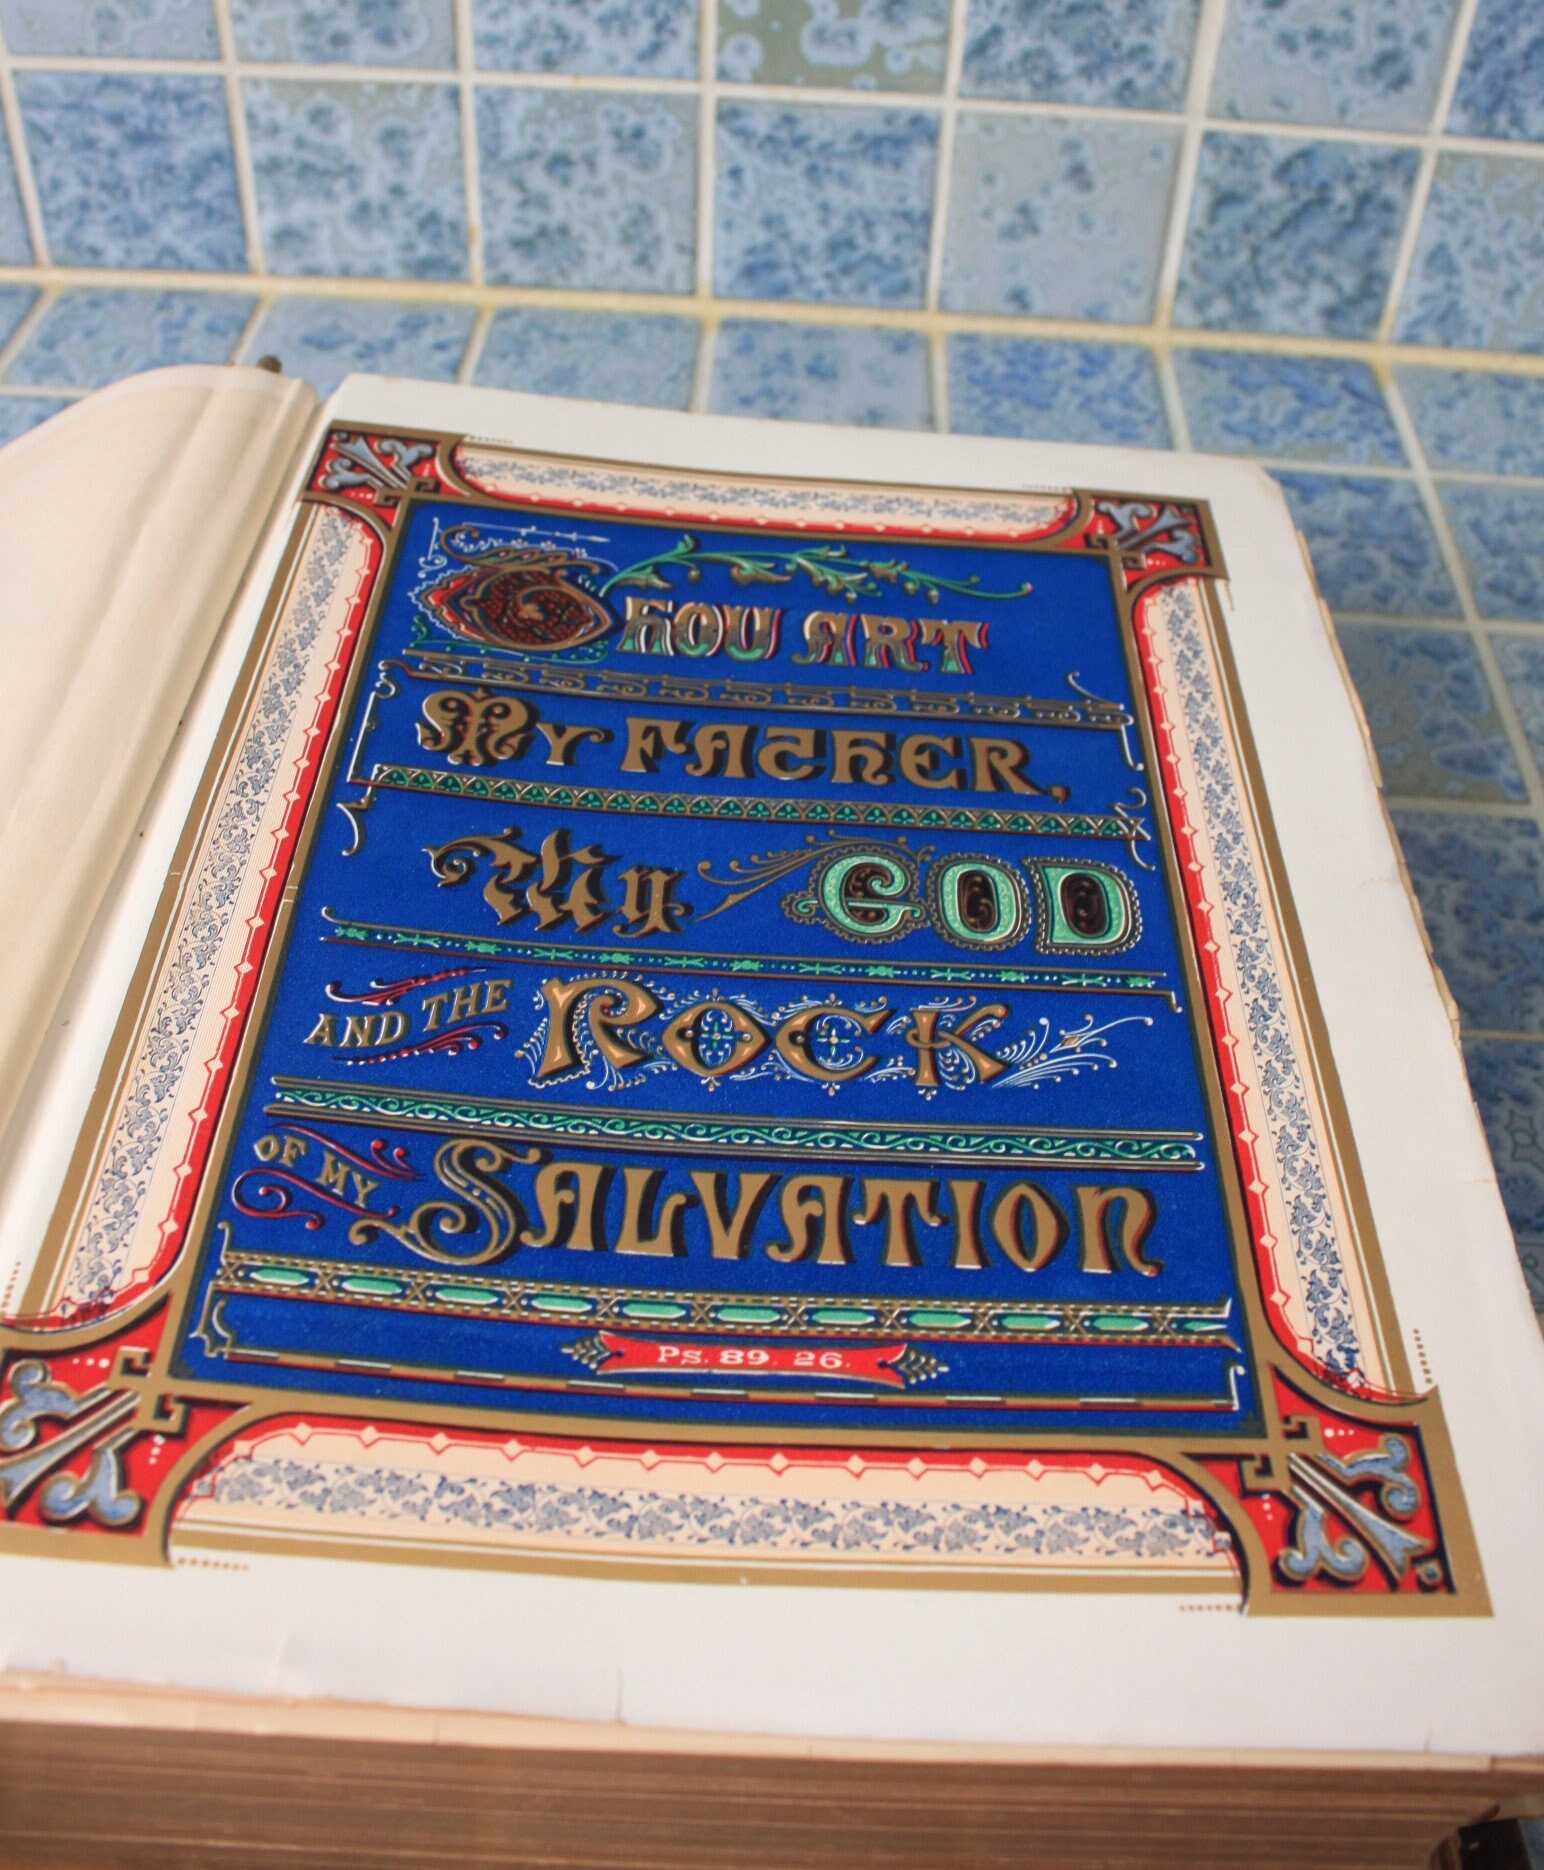 THOU ART
MY FATHER,
My GOD
AND THE ROCK
OF MY SALVATION
PS. 89. 26.